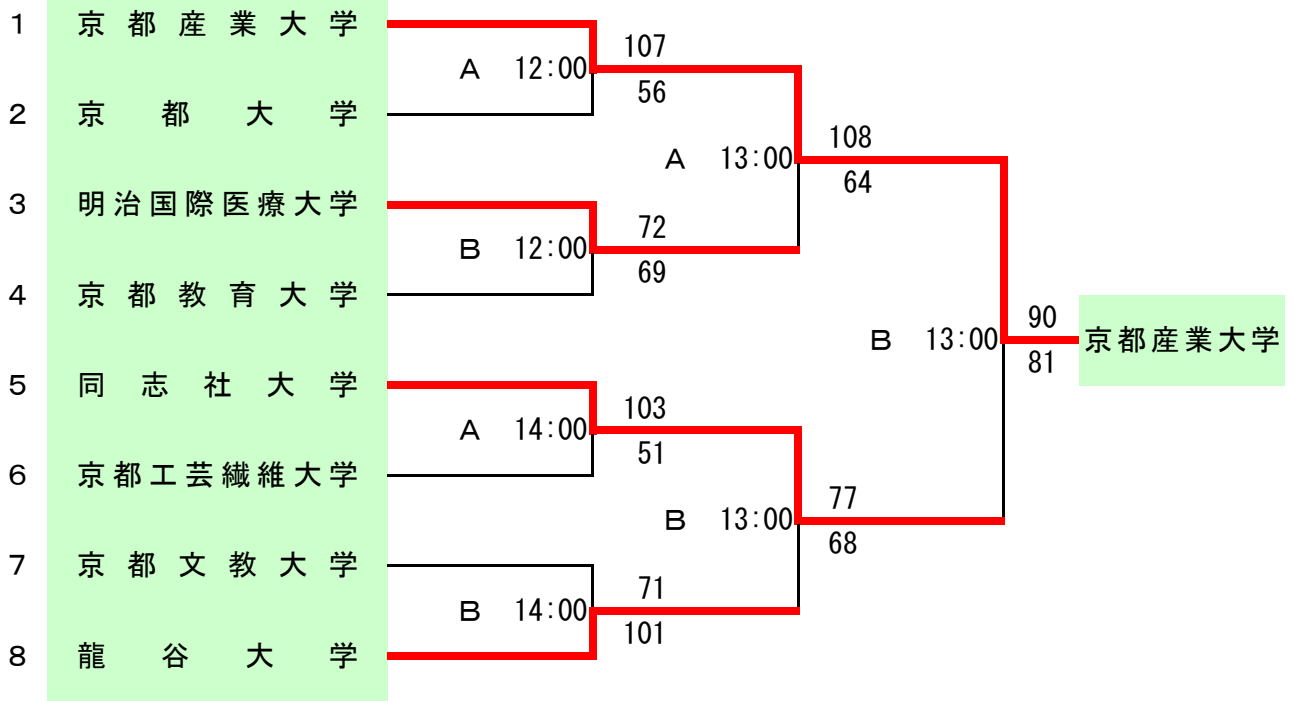 1 京都産業大学
107
A 12:00
56
2 京都大学
108
A 13:00
64
3 明治国際医療大学
72
B 12:00
69
4 京都教育大学
90
B 13:00 京都産業大学
81
5 同志社大学
103
A 14:00
51
6 京都工芸繊維大学
77
B 13:00
68
7 京都文教大学
71
B 14:00
101
8 龍谷大学